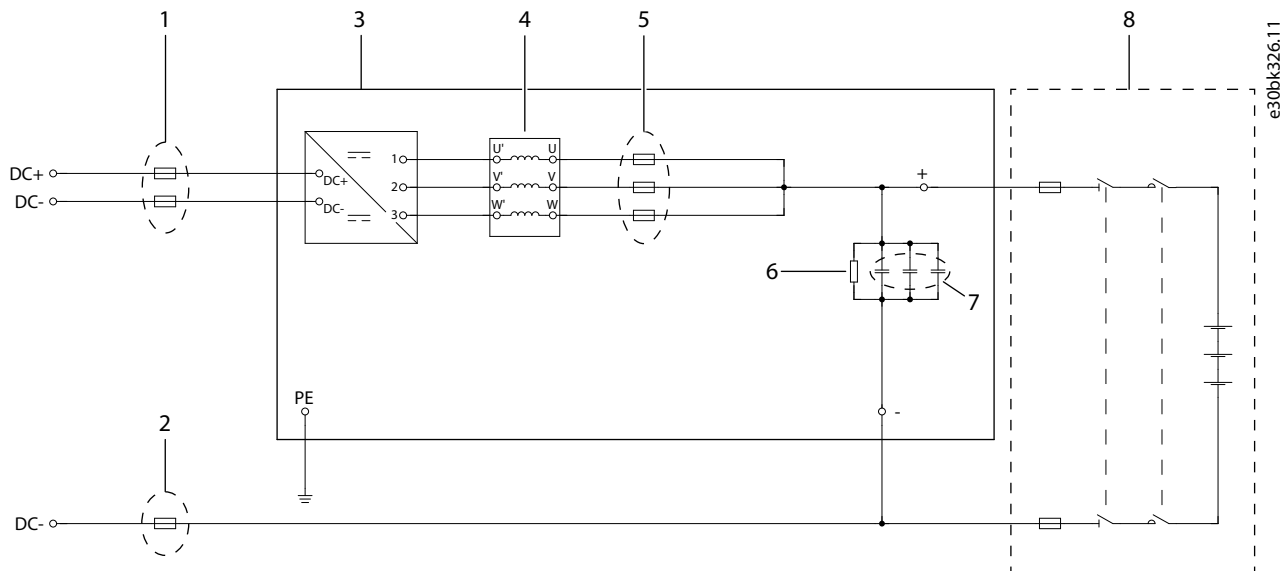 1
3
4
5
8
e30bk326.11
U'
U
DC+
DC+
1
V'
V
2
+
DC-
DC-
W'
W
3
6
7
PE
-
2
DC-